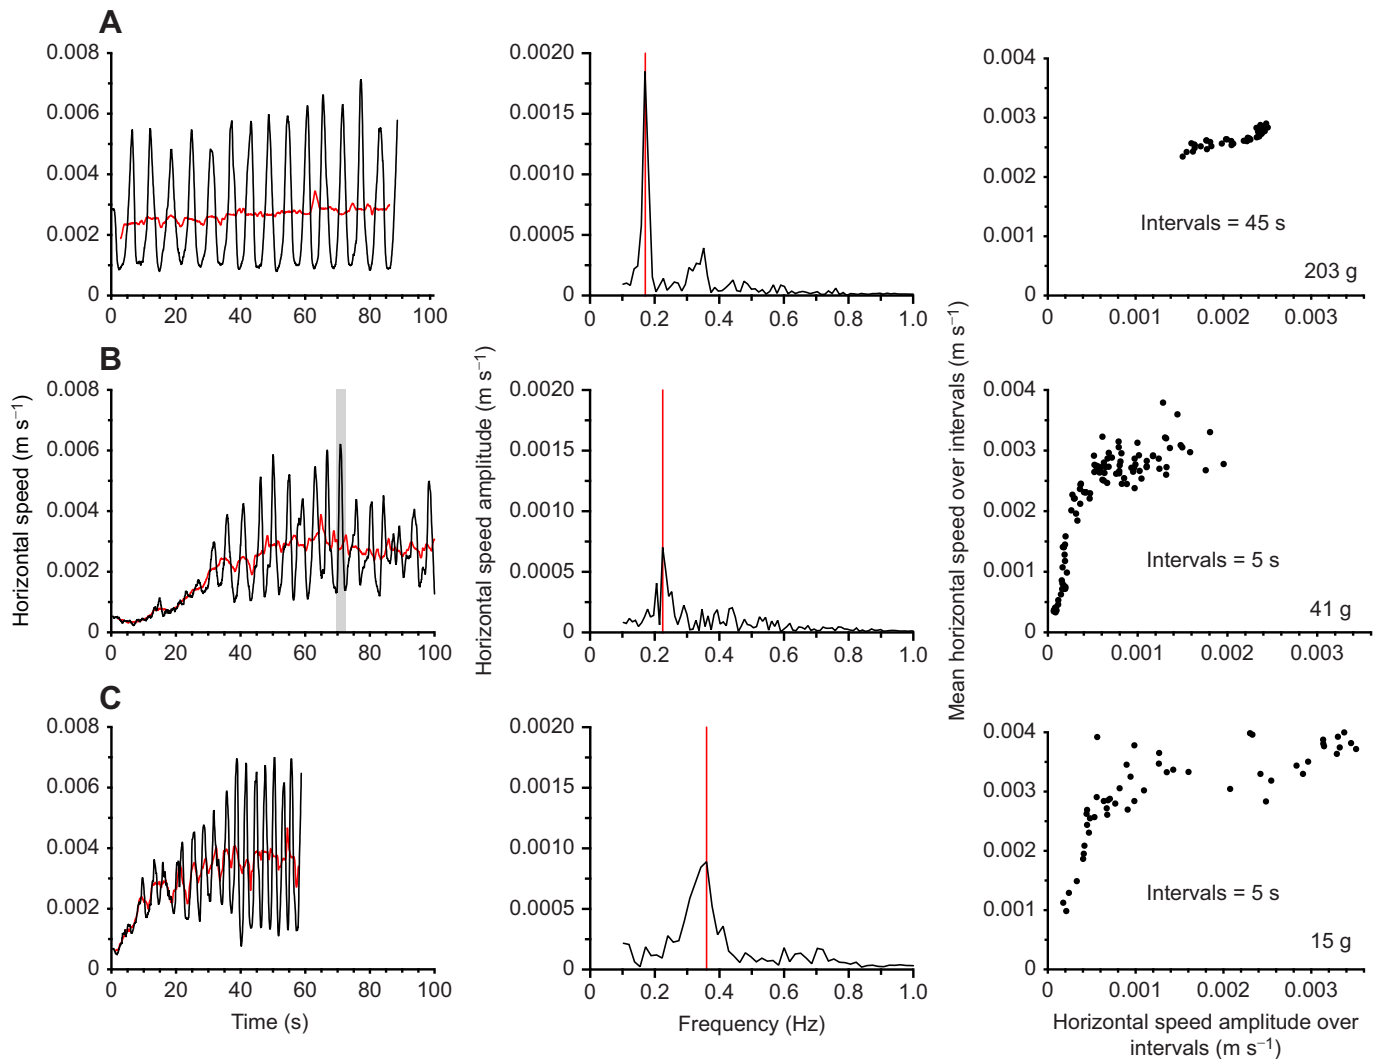 A
0.008
0.006
0.004
0.002
0
0 20 40 60 80 100
0.0020
0.0015
0.0010
0.0005
0
0 0.2 0.4 0.6 0.8 1.0
0.004
0.003
0.002
0.001
0
0 0.001 0.002 0.003
Intervals = 45 s
203 g
B
0.008
0.006
0.004
0.002
0
0 20 40 60 80 100
Horizontal speed (m s⁻¹)
0.0020
0.0015
0.0010
0.0005
0
0 0.2 0.4 0.6 0.8 1.0
Horizontal speed amplitude (m s⁻¹)
0.004
0.003
0.002
0.001
0
0 0.001 0.002 0.003
Mean horizontal speed over intervals (m s⁻¹)
Intervals = 5 s
41 g
C
0.008
0.006
0.004
0.002
0
0 20 40 60 80 100
Time (s)
0.0020
0.0015
0.0010
0.0005
0
0 0.2 0.4 0.6 0.8 1.0
Frequency (Hz)
0.004
0.003
0.002
0.001
0
0 0.001 0.002 0.003
Intervals = 5 s
15 g
Horizontal speed amplitude over
intervals (m s⁻¹)